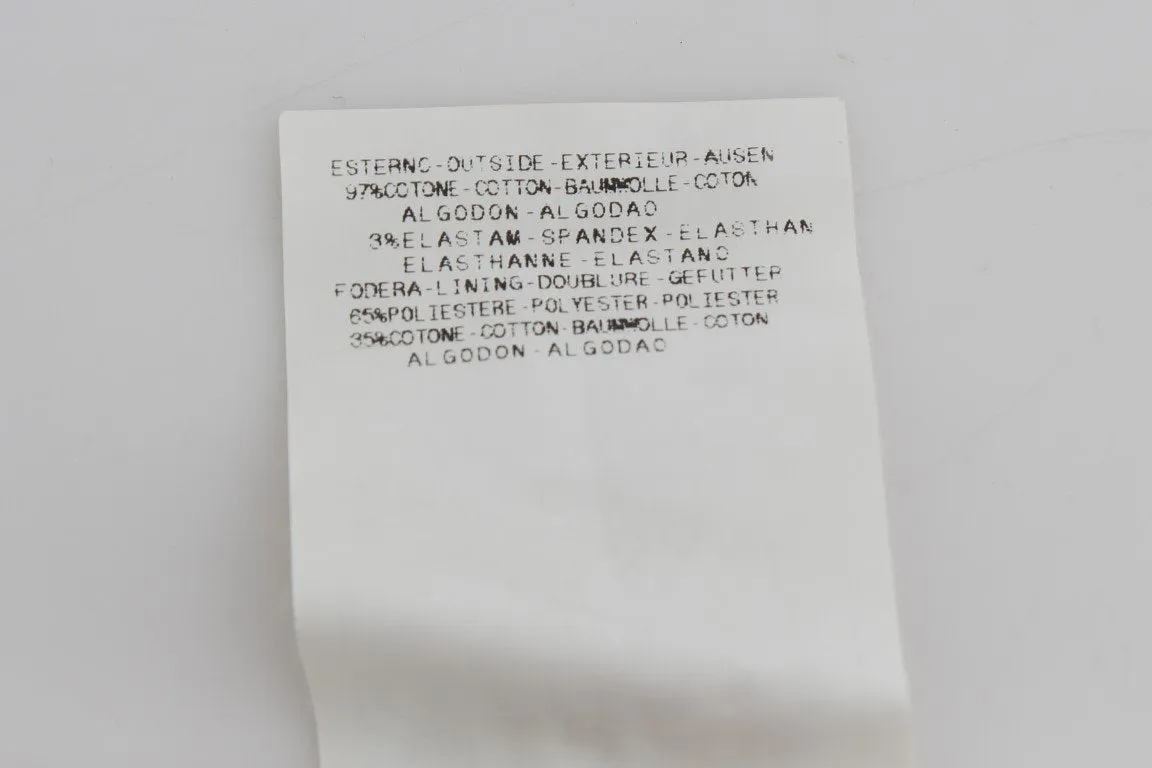 ESTERNO-OUTSIDE-EXTERIEUR-AUSEN
97%COTONE-COTTON-BAUMWOLLE-COTON
ALGODON-ALGODAO
3%ELASTAM-SPANDEX-ELASTHAN
ELASTHANNE-ELASTANO
FODERA-LINING-DOUBLURE-GEFUTTER
65%POLIESTERE-POLYESTER-POLIESTER
35%COTONE-COTTON-BAUMWOLLE-COTON
ALGODON-ALGODAO